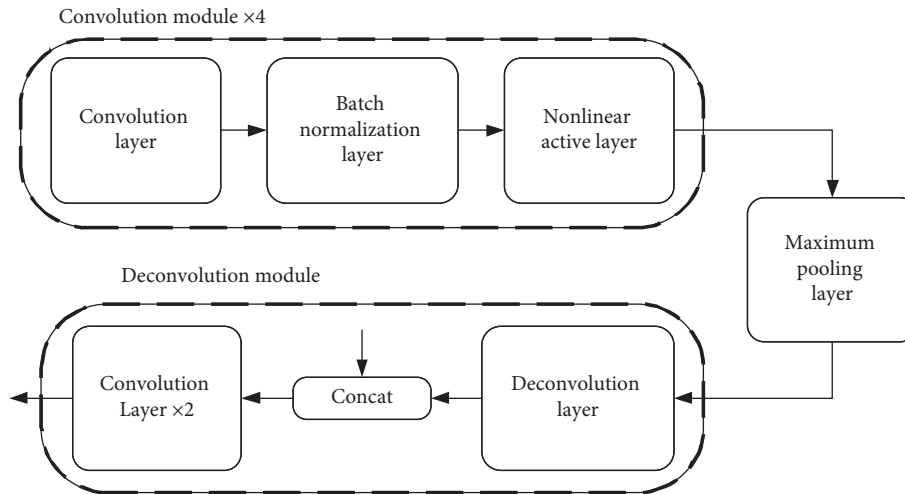 Convolution module ×4
Convolution
layer
Batch
normalization
layer
Nonlinear
active layer
Maximum
pooling
layer
Deconvolution module
Convolution
Layer ×2
Concat
Deconvolution
layer